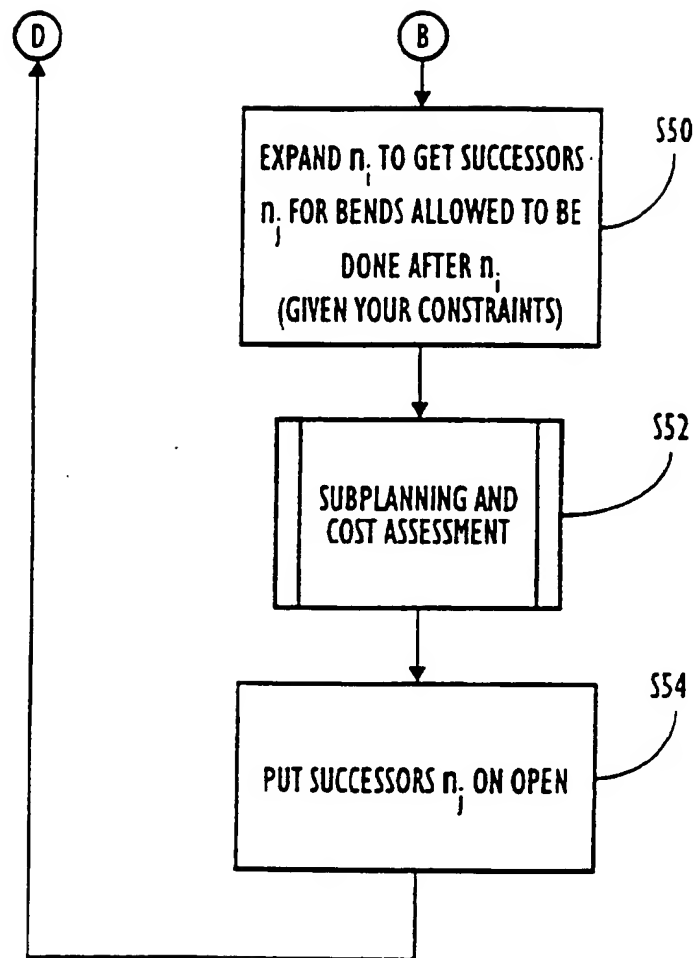 D
B
EXPAND ni TO GET SUCCESSORS
nj FOR BENDS ALLOWED TO BE
DONE AFTER ni
(GIVEN YOUR CONSTRAINTS)
S50
SUBPLANNING AND
COST ASSESSMENT
S52
PUT SUCCESSORS nj ON OPEN
S54